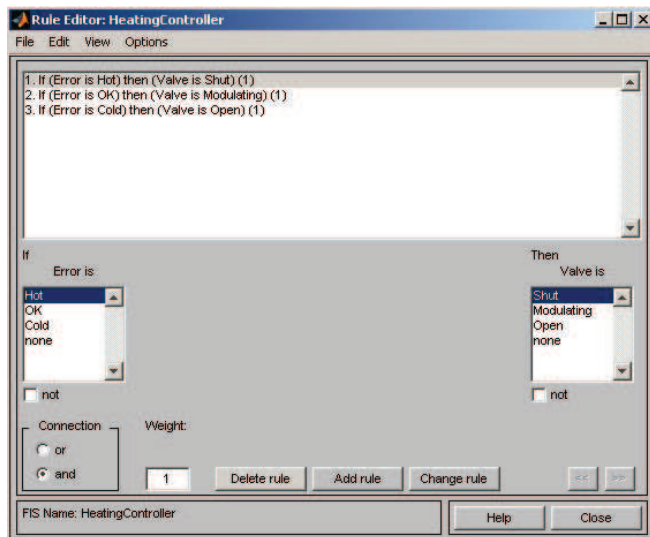 Rule Editor: HeatingController
File Edit View Options
1. If (Error is Hot) then (Valve is Shut) (1)
2. If (Error is OK) then (Valve is Modulating) (1)
3. If (Error is Cold) then (Valve is Open) (1)
If
Then
Error is
Valve is
Hot
OK
Cold
none
Shut
Modulating
Open
none
not
not
Connection
or
and
Weight:
1
Delete rule
Add rule
Change rule
<<
>>
FIS Name: HeatingController
Help
Close